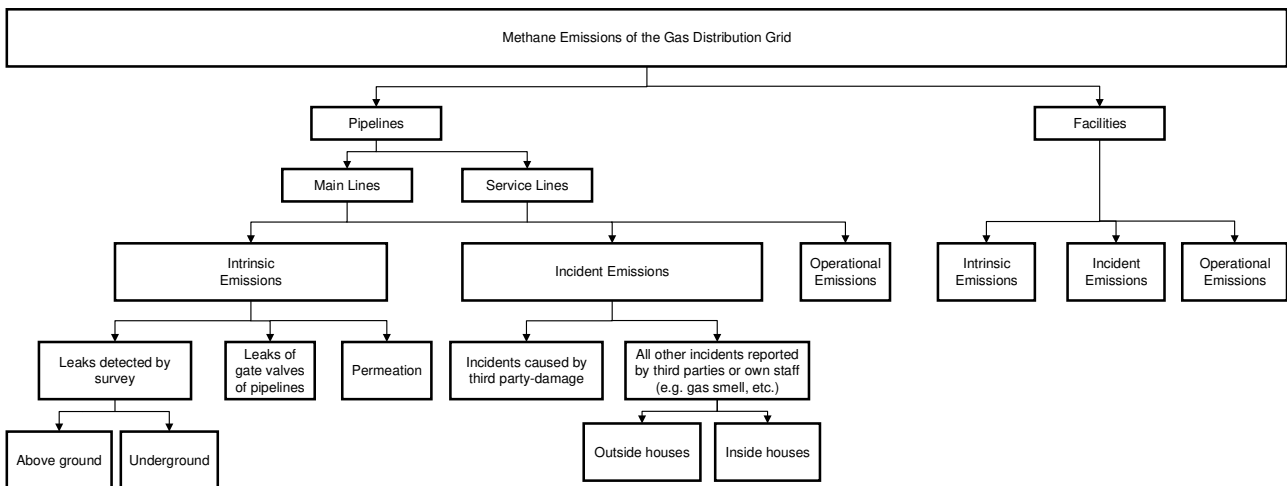 Methane Emissions of the Gas Distribution Grid
Pipelines
Facilities
Main Lines
Service Lines
Intrinsic
Emissions
Incident Emissions
Operational
Emissions
Intrinsic
Emissions
Incident
Emissions
Operational
Emissions
Leaks detected by
survey
Leaks of
gate valves
of pipelines
Permeation
Incidents caused by
third party-damage
All other incidents reported
by third parties or own staff
(e.g. gas smell, etc.)
Above ground
Underground
Outside houses
Inside houses